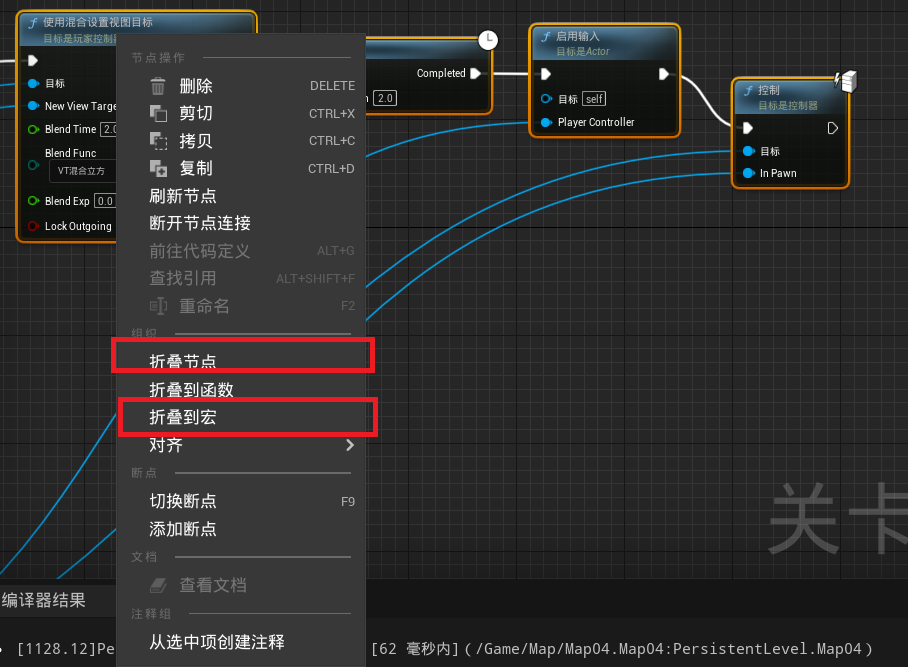 使用混合设置视图目标
目标是玩家控制
目标
New View Targe
Blend Time 2.0
Blend Func
VT混合立方
Blend Exp 0.0
Lock Outgoing
Completed
2.0
启用输入
目标是Actor
目标 self
Player Controller
控制
目标是控制器
目标
In Pawn
节点操作
删除 DELETE
剪切 CTRL+X
拷贝 CTRL+C
复制 CTRL+D
刷新节点
断开节点连接
前往代码定义 ALT+G
查找引用 ALT+SHIFT+F
重命名 F2
组织
折叠节点
折叠到函数
折叠到宏
对齐
断点
切换断点 F9
添加断点
文档
查看文档
注释组
从选中项创建注释
关卡
编译器结果
[1128.12]Pe
[62 毫秒内] (/Game/Map/Map04.Map04:PersistentLevel.Map04)